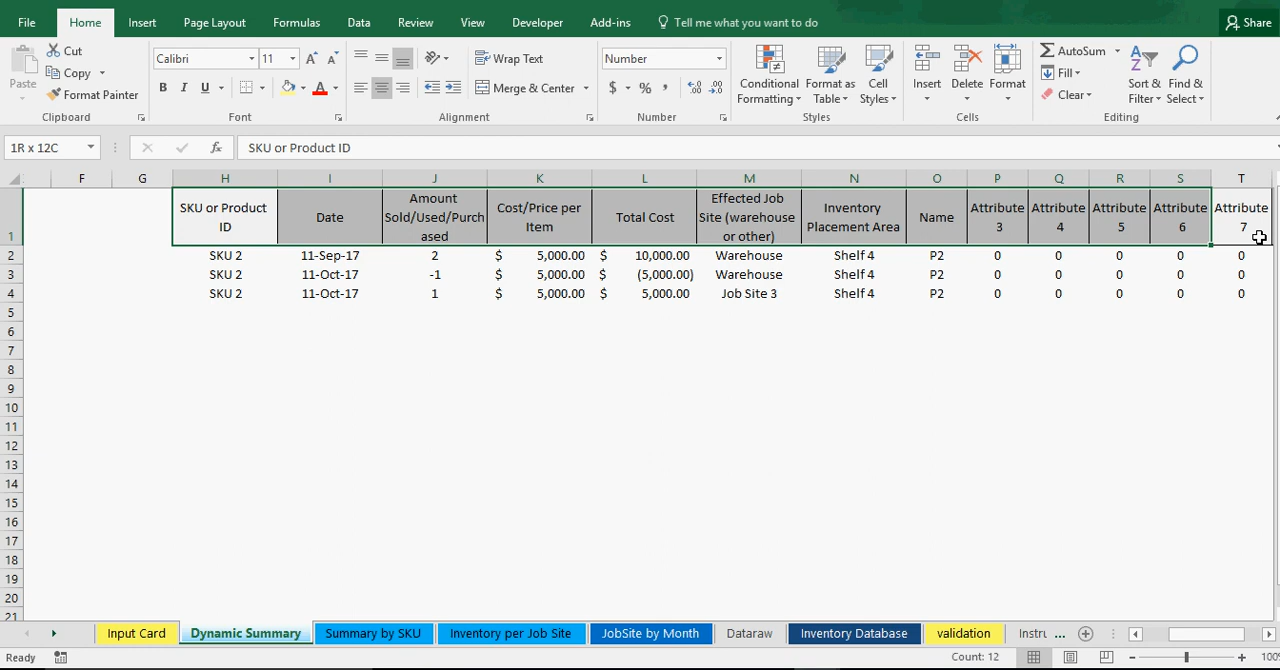 File Home Insert Page Layout Formulas Data Review View Developer Add-ins Tell me what you want to do Share
Paste Cut Copy Format Painter
Calibri 11 A A
B I U A
Wrap Text
Merge & Center
Number
$ % ,
Conditional Formatting
Format as Table
Cell Styles
Insert Delete Format
AutoSum
Fill
Clear
Sort & Filter
Find & Select
Clipboard Font Alignment Number Styles Cells Editing
1R x 12C fx SKU or Product ID
F G H I J K L M N O P Q R S T
1 SKU or Product ID Date Amount Sold/Used/Purchased Cost/Price per Item Total Cost Effected Job Site (warehouse or other) Inventory Placement Area Name Attribute 3 Attribute 4 Attribute 5 Attribute 6 Attribute 7
2 SKU 2 11-Sep-17 2 $ 5,000.00 $ 10,000.00 Warehouse Shelf 4 P2 0 0 0 0 0
3 SKU 2 11-Oct-17 -1 $ 5,000.00 $ (5,000.00) Warehouse Shelf 4 P2 0 0 0 0 0
4 SKU 2 11-Oct-17 1 $ 5,000.00 $ 5,000.00 Job Site 3 Shelf 4 P2 0 0 0 0 0
5
6
7
8
9
10
11
12
13
14
15
16
17
18
19
20
21
Input Card Dynamic Summary Summary by SKU Inventory per Job Site JobSite by Month Dataraw Inventory Database validation Instru ...
Ready Count: 12 100%